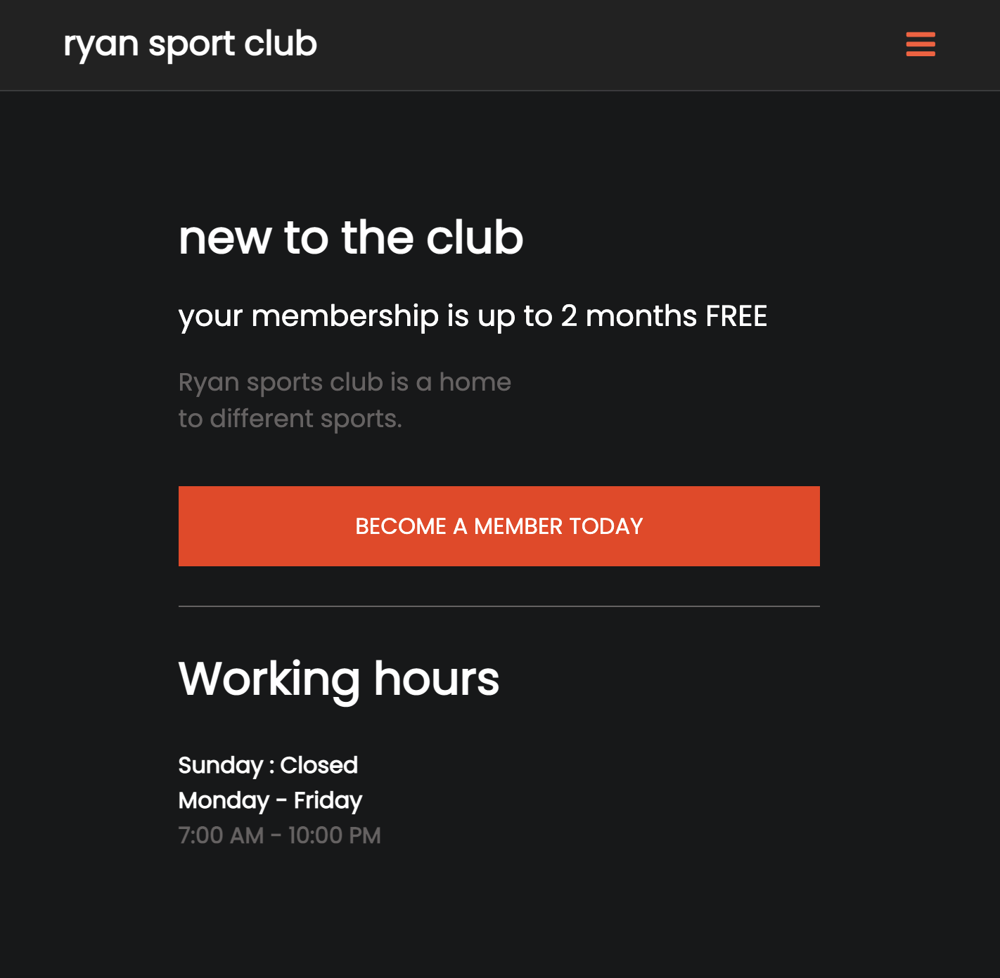 ryan sport club
new to the club
your membership is up to 2 months FREE
Ryan sports club is a home
to different sports.
BECOME A MEMBER TODAY
Working hours
Sunday : Closed
Monday - Friday
7:00 AM - 10:00 PM